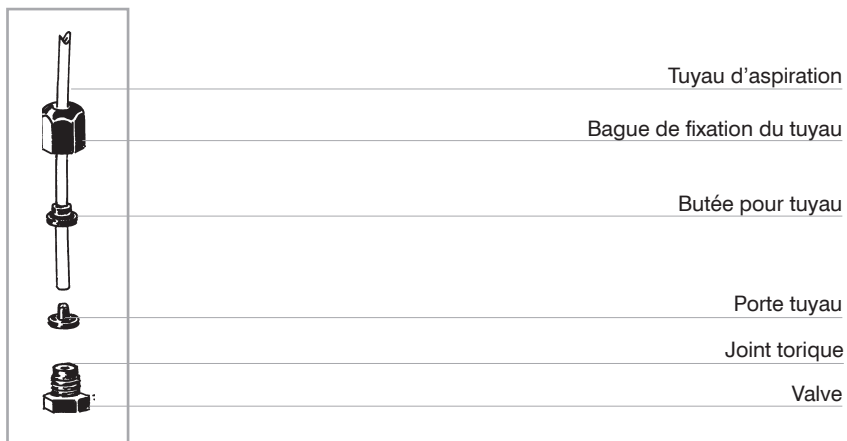 Tuyau d’aspiration
Bague de fixation du tuyau
Butée pour tuyau
Porte tuyau
Joint torique
Valve